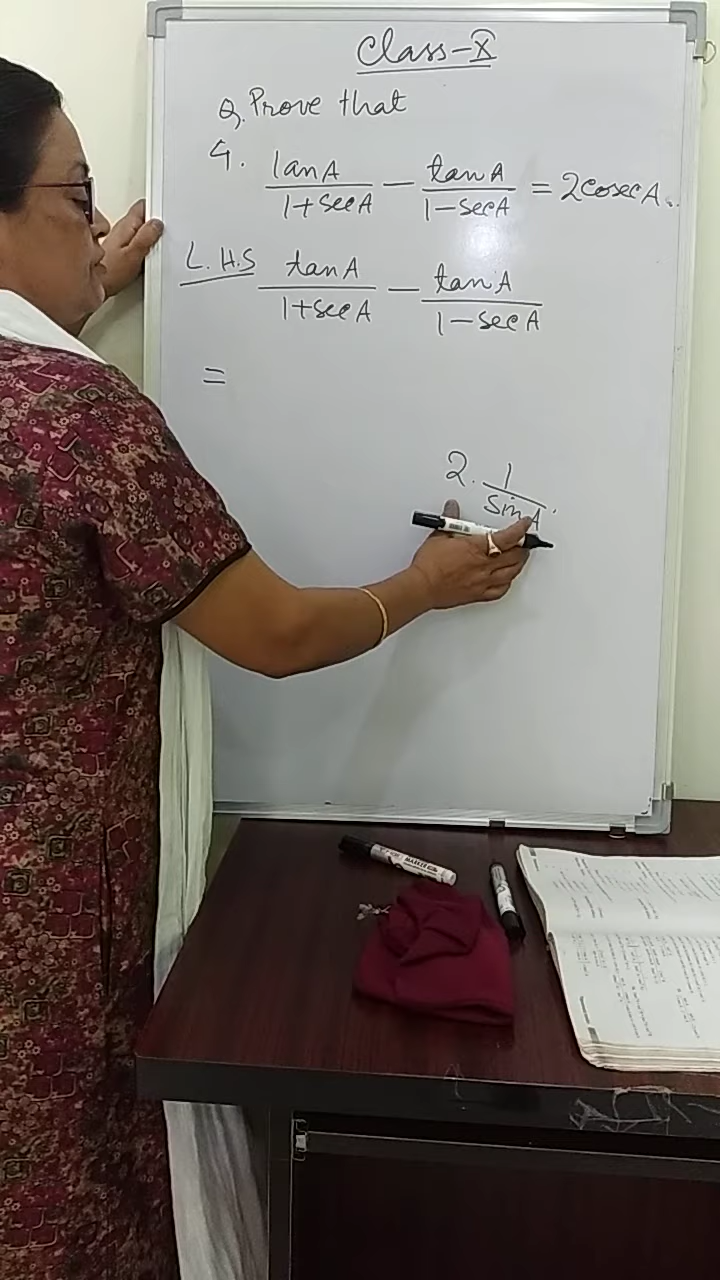 Class-X
Q. Prove that
4. tanA/1+secA - tanA/1-secA = 2cosecA.
L.H.S tanA/1+secA - tanA/1-secA
=
2. 1/sinA.